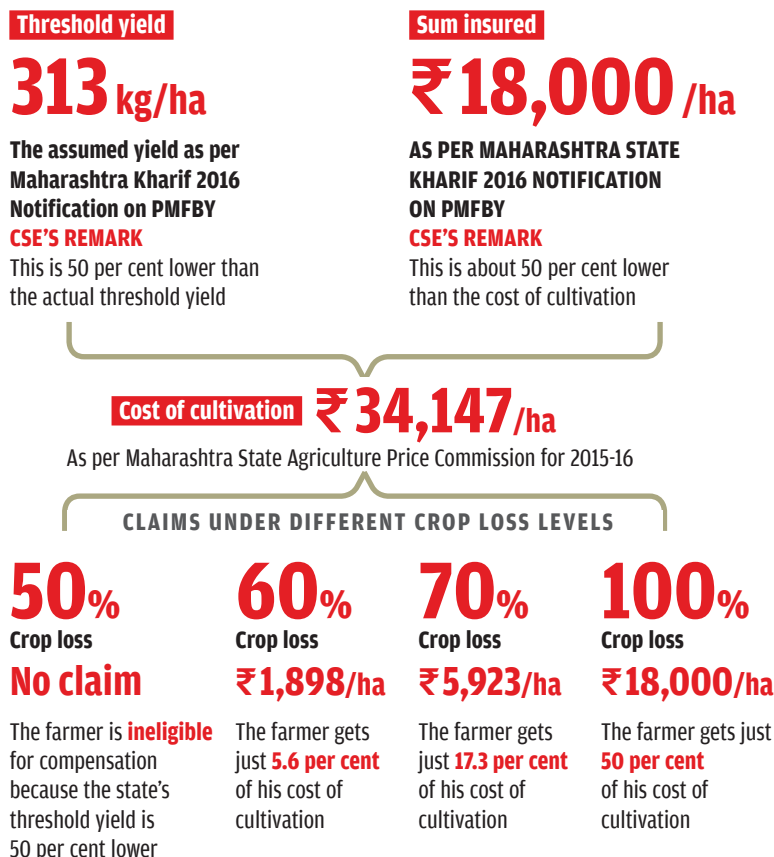 Threshold yield
313 kg/ha
The assumed yield as per
Maharashtra Kharif 2016
Notification on PMFBY
CSE'S REMARK
This is 50 per cent lower than
the actual threshold yield
Sum insured
₹18,000 /ha
AS PER MAHARASHTRA STATE
KHARIF 2016 NOTIFICATION
ON PMFBY
CSE'S REMARK
This is about 50 per cent lower
than the cost of cultivation
Cost of cultivation ₹34,147/ha
As per Maharashtra State Agriculture Price Commission for 2015-16
CLAIMS UNDER DIFFERENT CROP LOSS LEVELS
50%
Crop loss
No claim
The farmer is ineligible
for compensation
because the state's
threshold yield is
50 per cent lower
60%
Crop loss
₹1,898/ha
The farmer gets
just 5.6 per cent
of his cost of
cultivation
70%
Crop loss
₹5,923/ha
The farmer gets
just 17.3 per cent
of his cost of
cultivation
100%
Crop loss
₹18,000/ha
The farmer gets just
50 per cent
of his cost of
cultivation